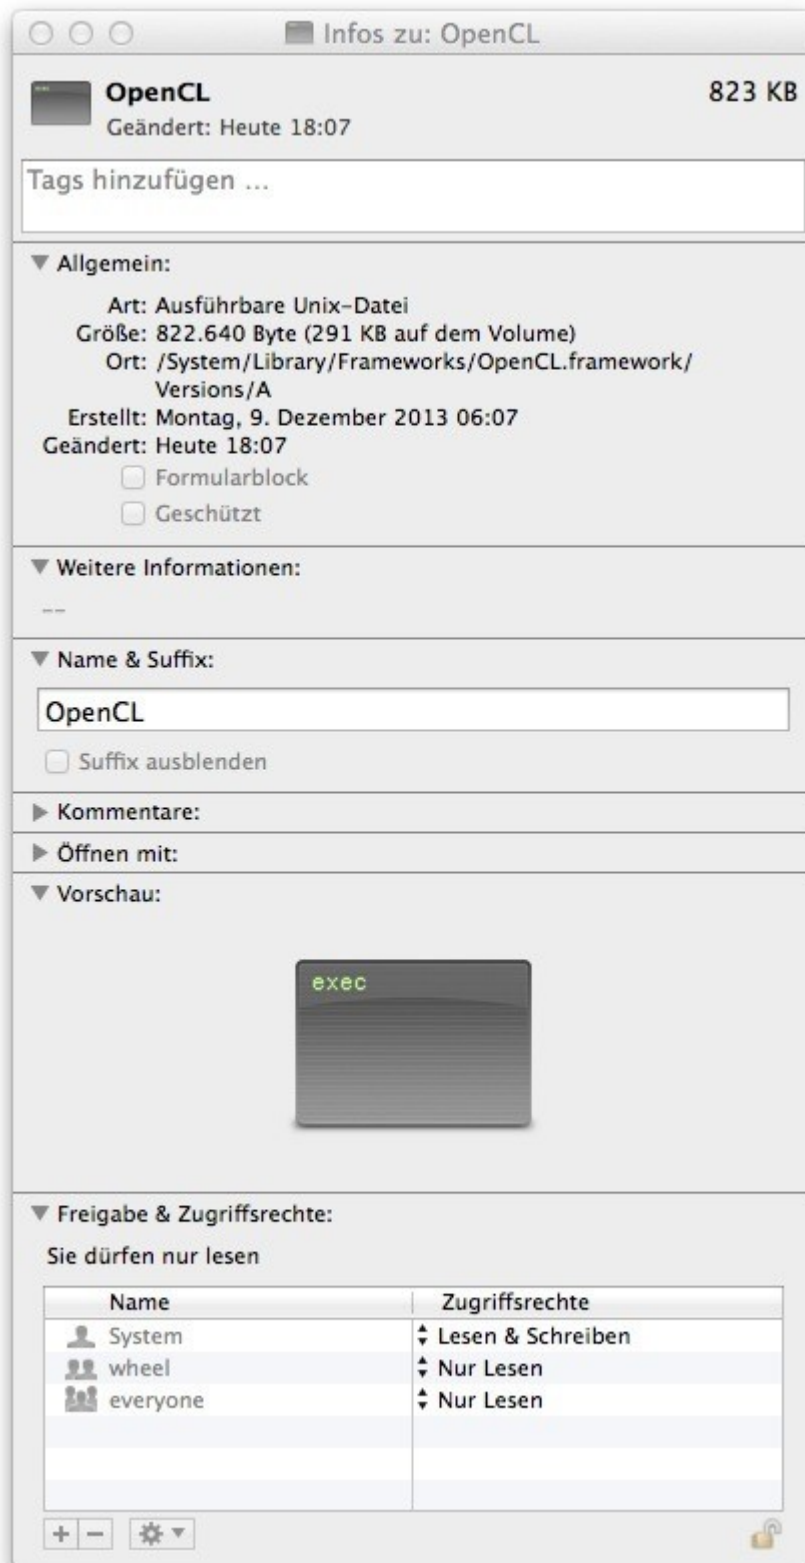 Infos zu: OpenCL
OpenCL 823 KB
Geändert: Heute 18:07
Tags hinzufügen ...
Allgemein:
Art: Ausführbare Unix-Datei
Größe: 822.640 Byte (291 KB auf dem Volume)
Ort: /System/Library/Frameworks/OpenCL.framework/
Versions/A
Erstellt: Montag, 9. Dezember 2013 06:07
Geändert: Heute 18:07
Formularblock
Geschützt
Weitere Informationen:
--
Name & Suffix:
OpenCL
Suffix ausblenden
Kommentare:
Öffnen mit:
Vorschau:
exec
Freigabe & Zugriffsrechte:
Sie dürfen nur lesen
Name Zugriffsrechte
System Lesen & Schreiben
wheel Nur Lesen
everyone Nur Lesen